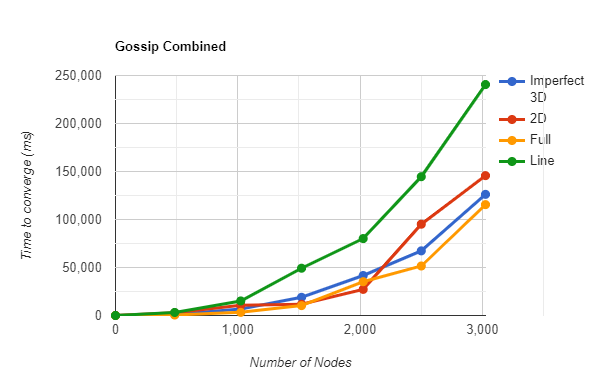 Gossip Combined
250,000
200,000
150,000
100,000
50,000
0
0
1,000
2,000
3,000
Time to converge (ms)
Number of Nodes
Imperfect
3D
2D
Full
Line